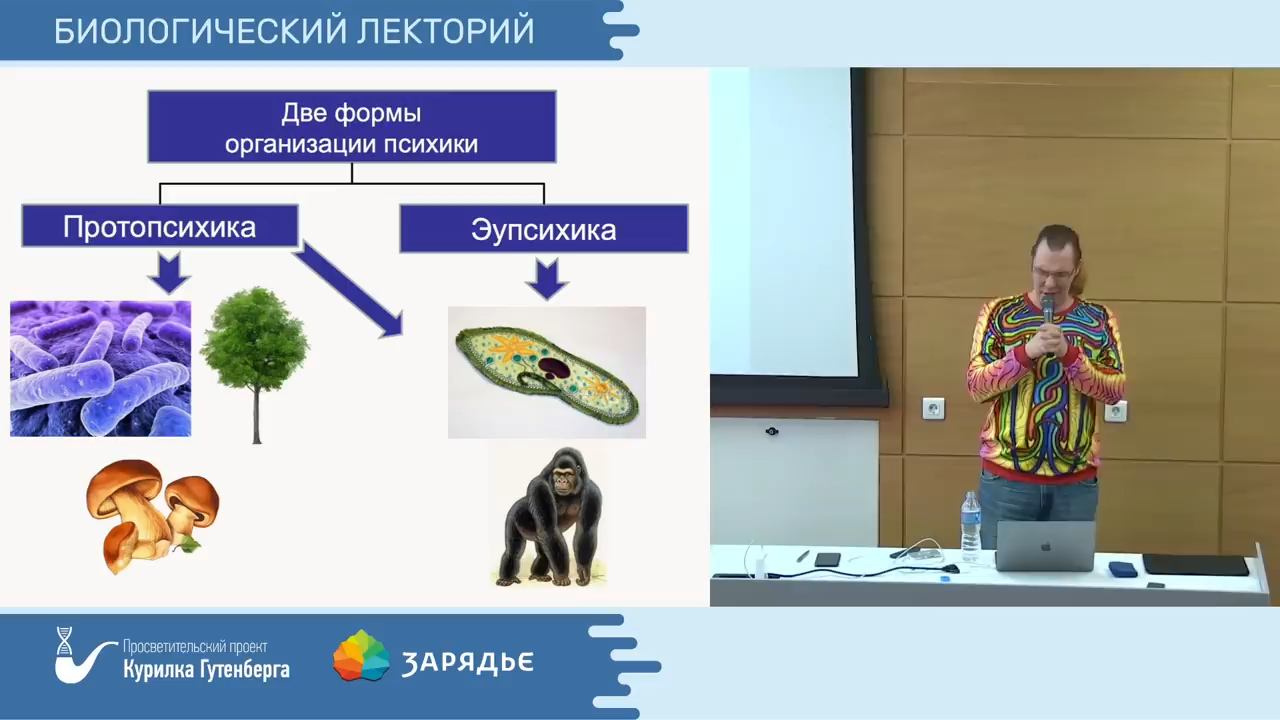 БИОЛОГИЧЕСКИЙ ЛЕКТОРИЙ
Две формы
организации психики
Протопсихика
Эупсихика
Просветительский проект
Курилка Гутенберга
ЗАРЯДЬЕ